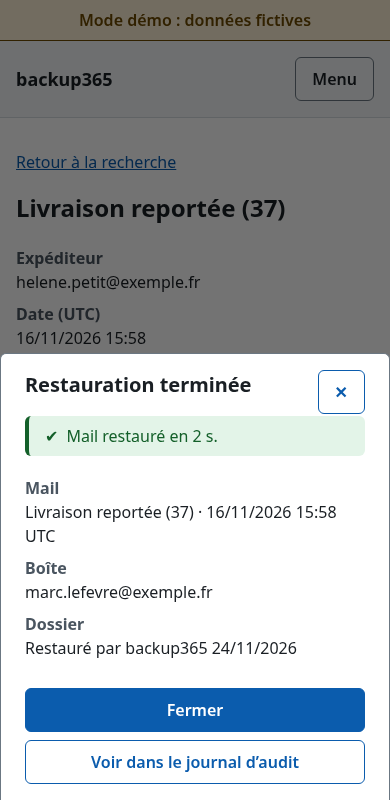 Mode démo : données fictives
backup365
Menu
Retour à la recherche
Livraison reportée (37)
Expéditeur
helene.petit@exemple.fr
Date (UTC)
16/11/2026 15:58
Restauration terminée
×
✔ Mail restauré en 2 s.
Mail
Livraison reportée (37) · 16/11/2026 15:58
UTC
Boîte
marc.lefevre@exemple.fr
Dossier
Restauré par backup365 24/11/2026
Fermer
Voir dans le journal d’audit